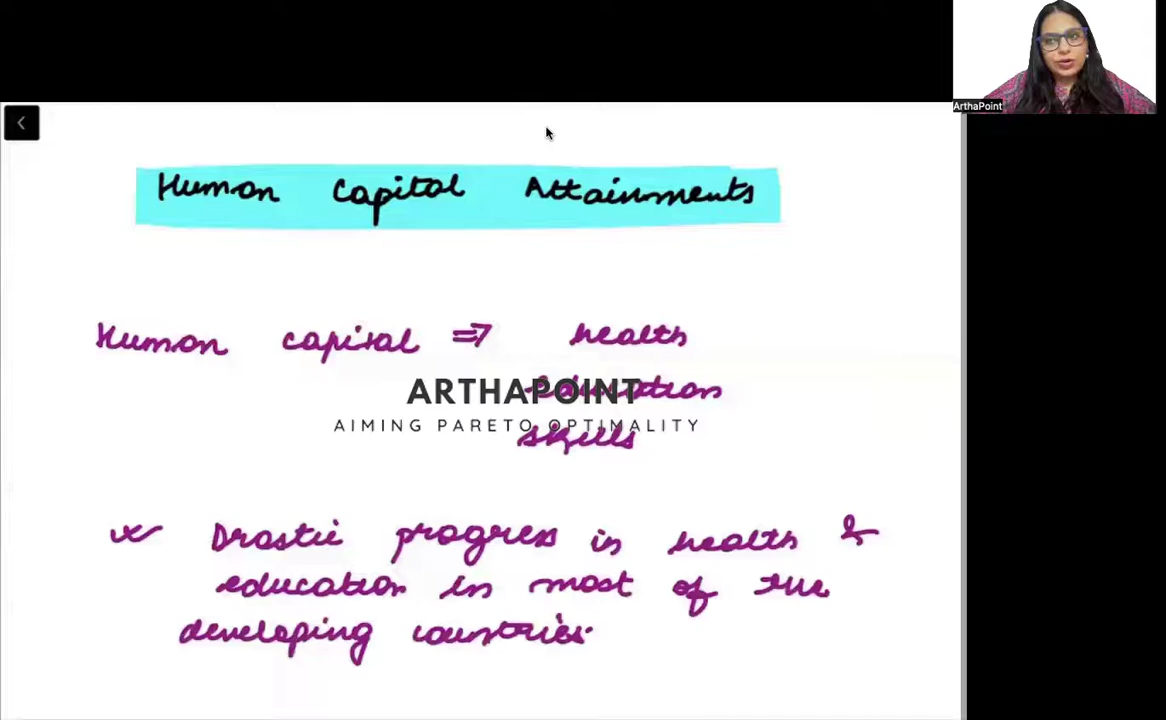 ArthaPoint
Human Capital Attainments
Human capital ⇒ health
education
ARTHAPOINT
AIMING PARETO OPTIMALITY
skills
* Drastic progress in health &
education in most of the
developing countries.